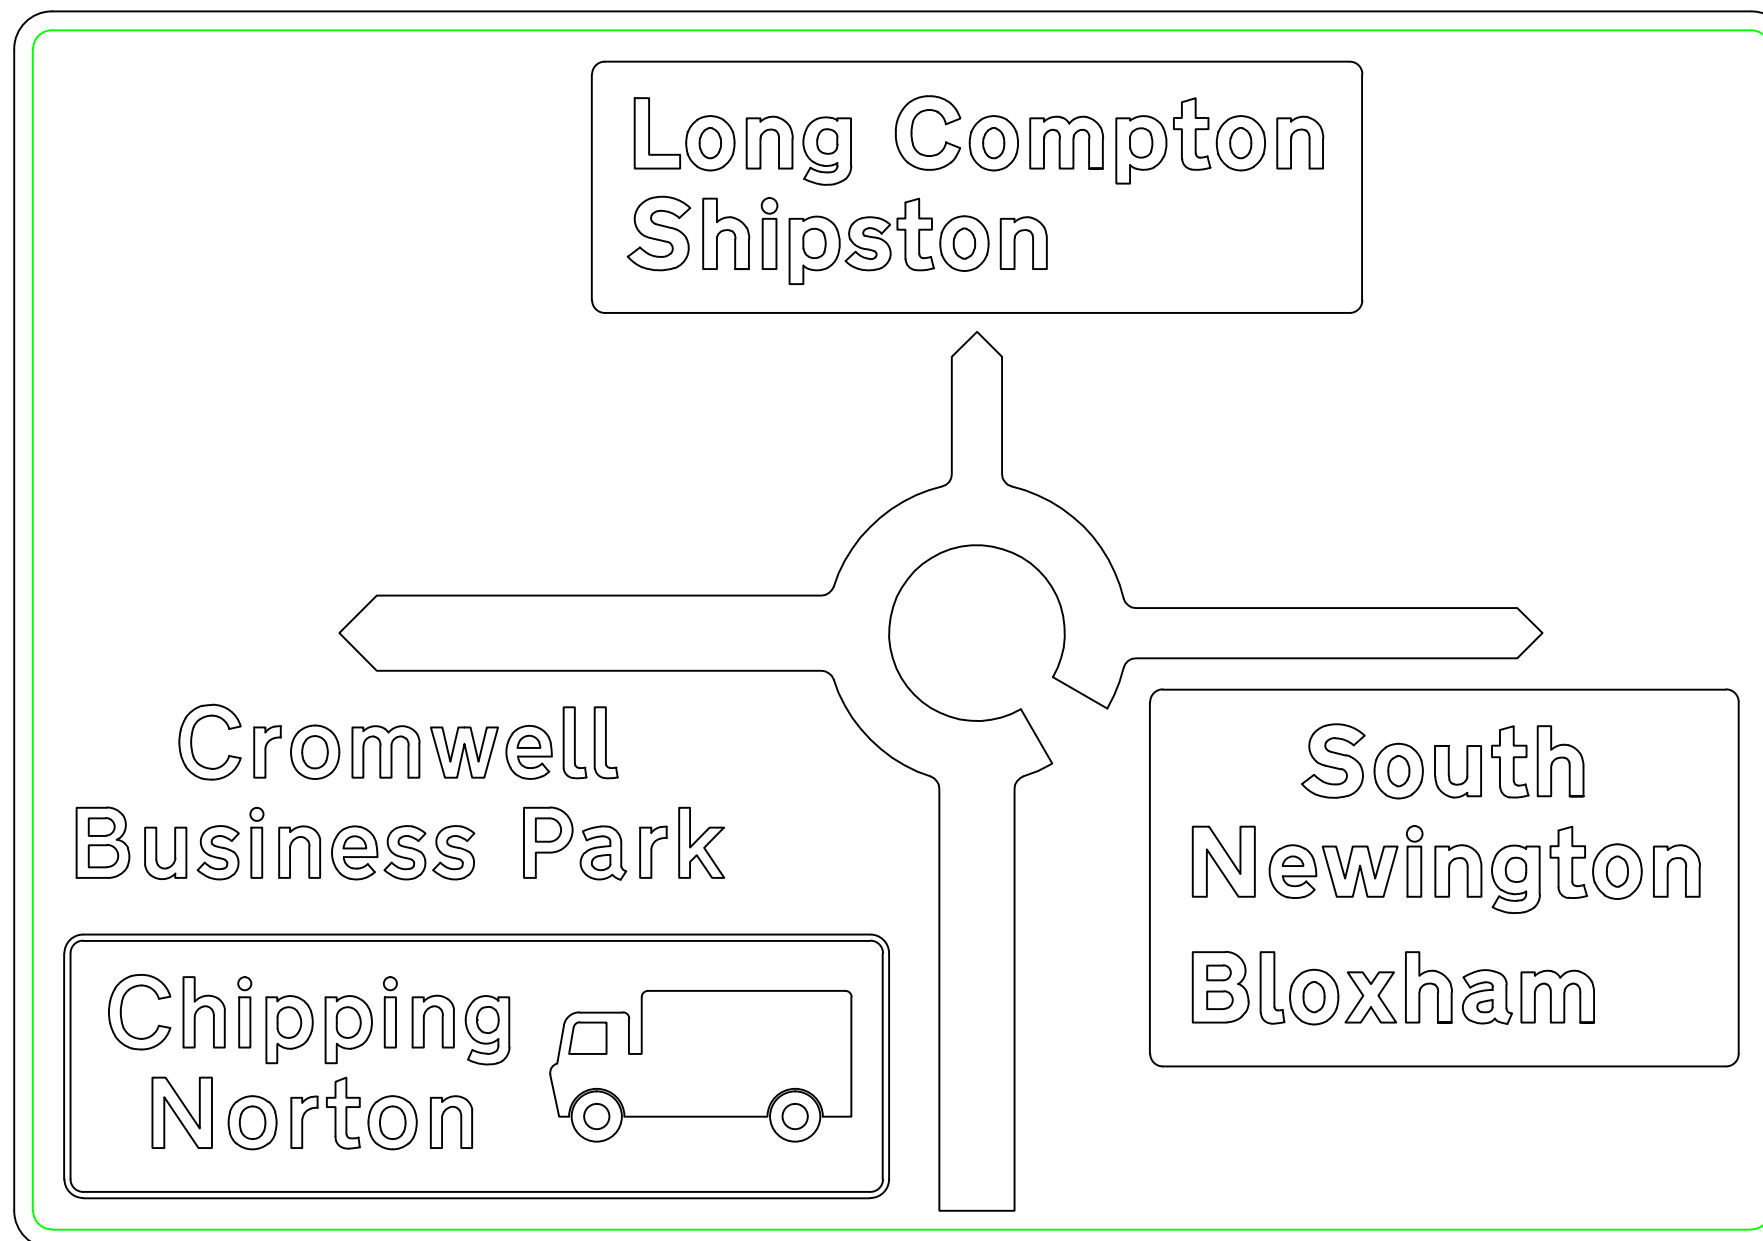 Long Compton
Shipston
Cromwell
Business Park
South
Newington
Bloxham
Chipping
Norton